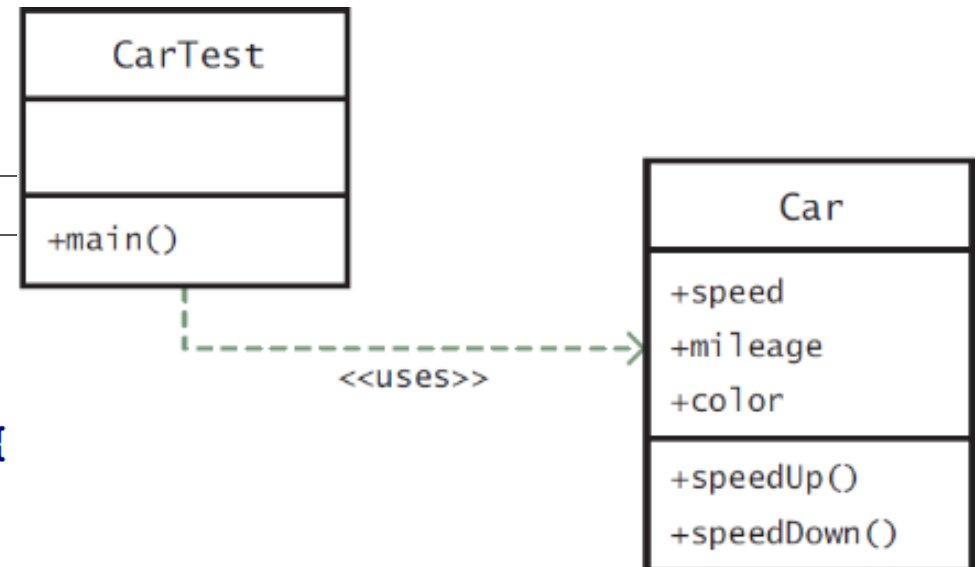 CarTest
+main()
<<uses>>
Car
+speed
+mileage
+color
+speedUp()
+speedDown()